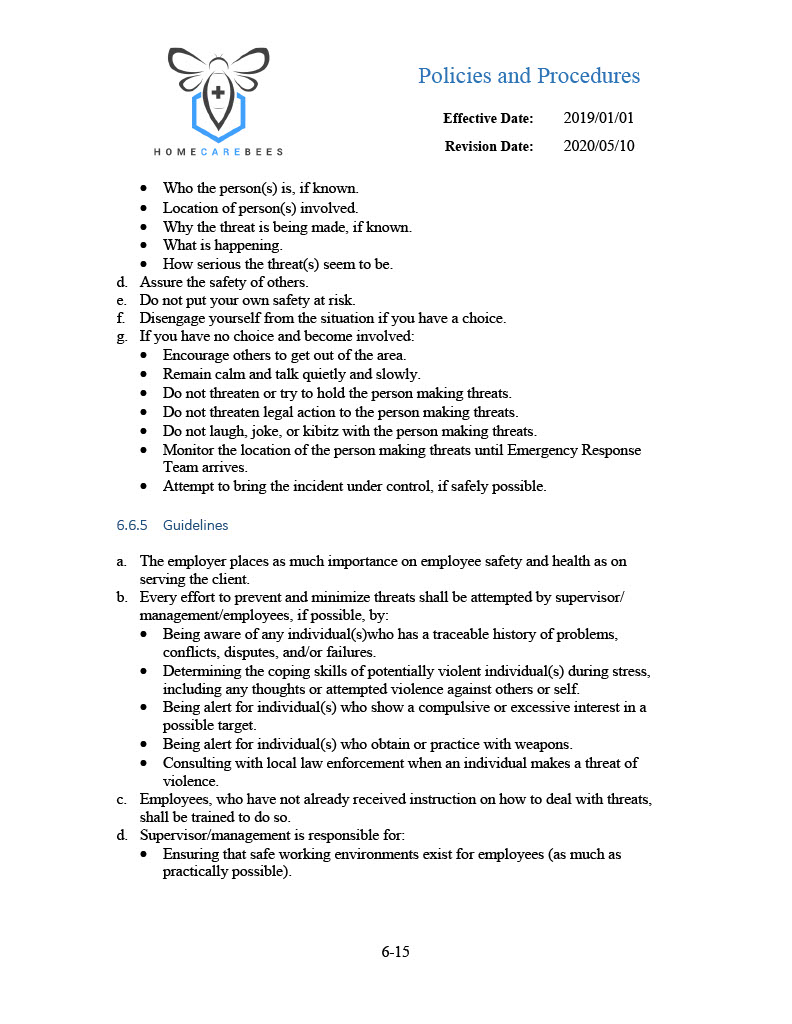 HOMECAREBEES
Policies and Procedures
Effective Date: 2019/01/01
Revision Date: 2020/05/10
• Who the person(s) is, if known.
• Location of person(s) involved.
• Why the threat is being made, if known.
• What is happening.
• How serious the threat(s) seem to be.
d. Assure the safety of others.
e. Do not put your own safety at risk.
f. Disengage yourself from the situation if you have a choice.
g. If you have no choice and become involved:
• Encourage others to get out of the area.
• Remain calm and talk quietly and slowly.
• Do not threaten or try to hold the person making threats.
• Do not threaten legal action to the person making threats.
• Do not laugh, joke, or kibitz with the person making threats.
• Monitor the location of the person making threats until Emergency Response
Team arrives.
• Attempt to bring the incident under control, if safely possible.
6.6.5 Guidelines
a. The employer places as much importance on employee safety and health as on
serving the client.
b. Every effort to prevent and minimize threats shall be attempted by supervisor/
management/employees, if possible, by:
• Being aware of any individual(s)who has a traceable history of problems,
conflicts, disputes, and/or failures.
• Determining the coping skills of potentially violent individual(s) during stress,
including any thoughts or attempted violence against others or self.
• Being alert for individual(s) who show a compulsive or excessive interest in a
possible target.
• Being alert for individual(s) who obtain or practice with weapons.
• Consulting with local law enforcement when an individual makes a threat of
violence.
c. Employees, who have not already received instruction on how to deal with threats,
shall be trained to do so.
d. Supervisor/management is responsible for:
• Ensuring that safe working environments exist for employees (as much as
practically possible).
6-15